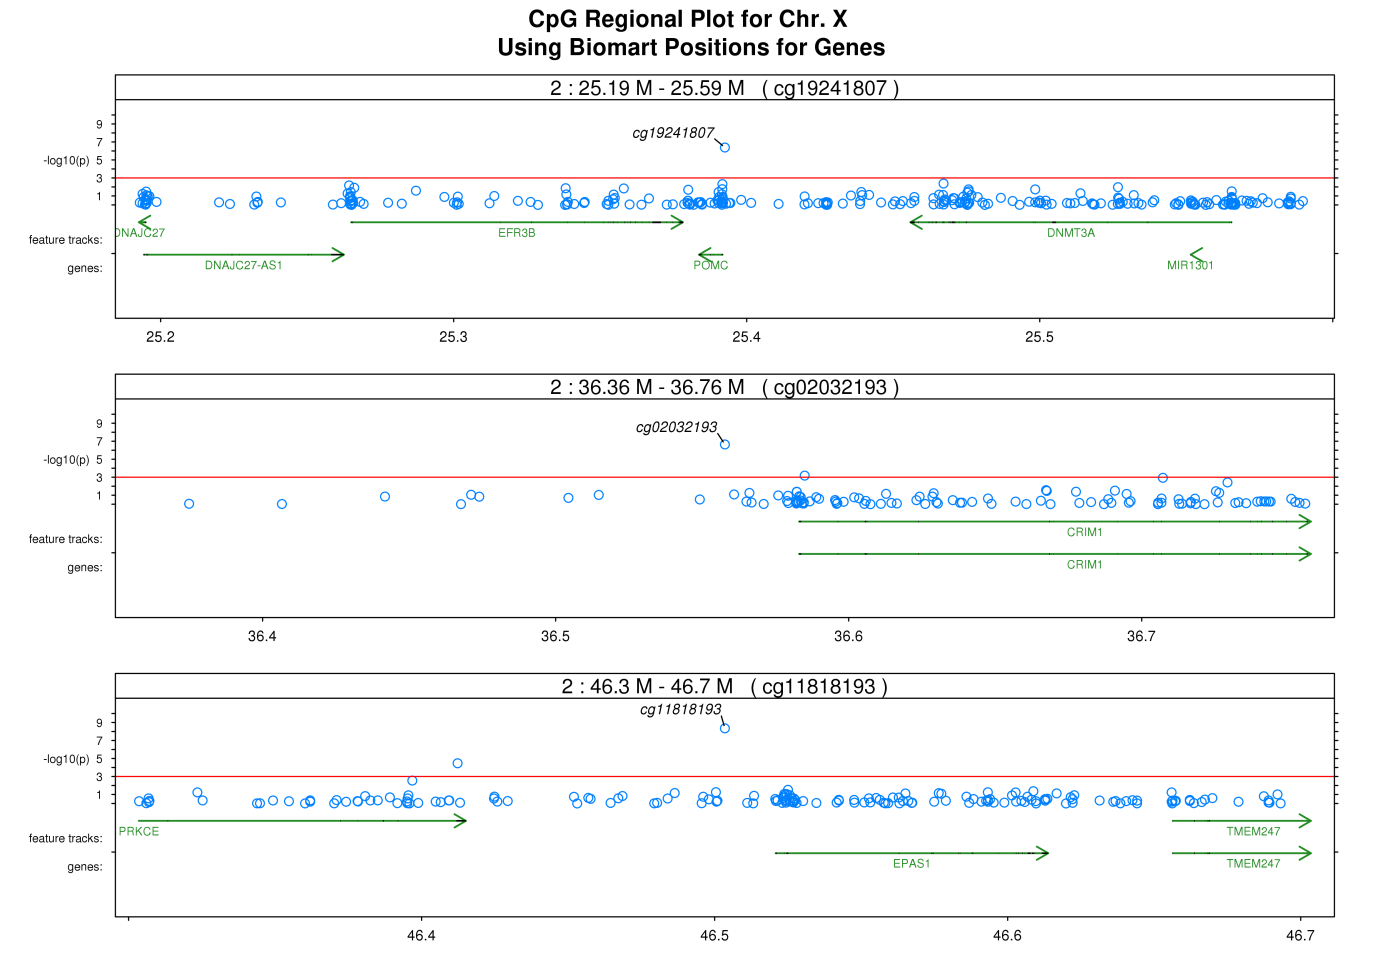 CpG Regional Plot for Chr. X
Using Biomart Positions for Genes
2 : 25.19 M - 25.59 M ( cg19241807 )
cg19241807
9
7
-log10(p) 5
3
1
DNAJC27 EFR3B DNMT3A
feature tracks:
DNAJC27-AS1 POMC MIR1301
genes:
25.2 25.3 25.4 25.5
2 : 36.36 M - 36.76 M ( cg02032193 )
cg02032193
9
7
-log10(p) 5
3
1
CRIM1
feature tracks:
CRIM1
genes:
36.4 36.5 36.6 36.7
2 : 46.3 M - 46.7 M ( cg11818193 )
cg11818193
9
7
-log10(p) 5
3
1
PRKCE TMEM247
feature tracks:
EPAS1 TMEM247
genes:
46.4 46.5 46.6 46.7